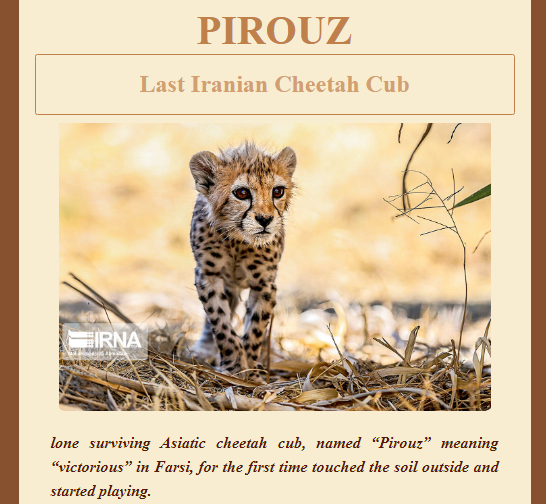 PIROUZ
Last Iranian Cheetah Cub
IRNA
lone surviving Asiatic cheetah cub, named “Pirouz” meaning
“victorious” in Farsi, for the first time touched the soil outside and
started playing.